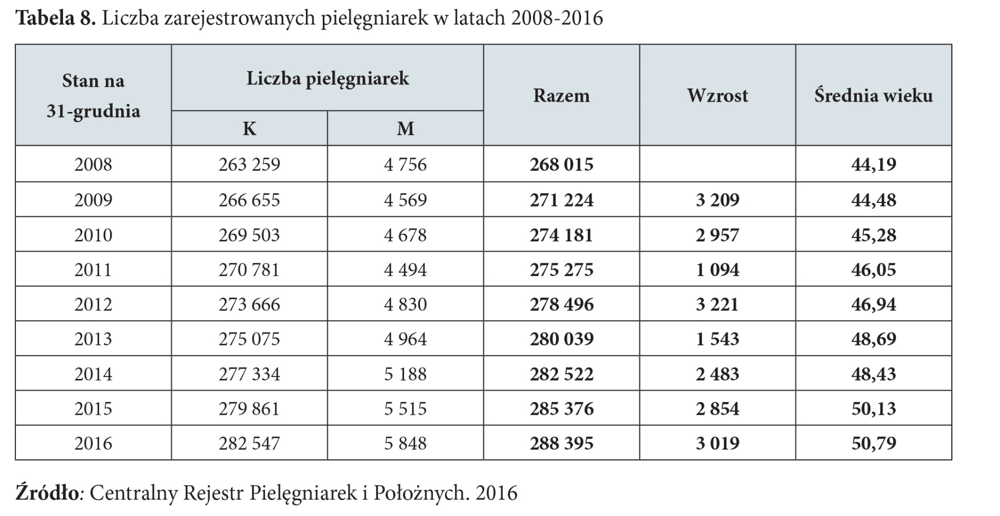 Tabela 8. Liczba zarejestrowanych pielęgniarek w latach 2008-2016
Stan na
31-grudnia
Liczba pielęgniarek
Razem
Wzrost
Średnia wieku
K
M
2008 263 259 4 756 268 015 44,19
2009 266 655 4 569 271 224 3 209 44,48
2010 269 503 4 678 274 181 2 957 45,28
2011 270 781 4 494 275 275 1 094 46,05
2012 273 666 4 830 278 496 3 221 46,94
2013 275 075 4 964 280 039 1 543 48,69
2014 277 334 5 188 282 522 2 483 48,43
2015 279 861 5 515 285 376 2 854 50,13
2016 282 547 5 848 288 395 3 019 50,79
Źródło: Centralny Rejestr Pielęgniarek i Położnych. 2016